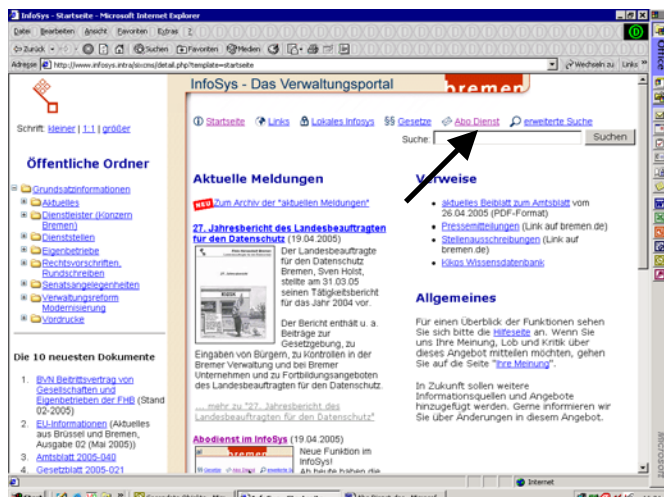 InfoSys - Startseite - Microsoft Internet Explorer
Datei Bearbeiten Ansicht Favoriten Extras ?
Zurück Suchen Favoriten Medien
Adresse http://www.infosys.intra/sixcms/detail.php?template=startseite Wechseln zu Links
Office
InfoSys - Das Verwaltungsportal
bremen
Schrift: kleiner | 1:1 | größer
Startseite Links Lokales Infosys §§ Gesetze Abo Dienst erweiterte Suche
Suche: Suchen
Öffentliche Ordner
Grundsatzinformationen
Aktuelles
Dienstleister (Konzern
Bremen)
Dienststellen
Eigenbetriebe
Rechtsvorschriften,
Rundschreiben
Senatsangelegenheiten
Verwaltungsreform
Modernisierung
Vordrucke
Die 10 neuesten Dokumente
1. BVN Beitrittsvertrag von
Gesellschaften und
Eigenbetrieben der FHB (Stand
02-2005)
2. EU-Informationen (Aktuelles
aus Brüssel und Bremen,
Ausgabe 02 (Mai 2005))
3. Amtsblatt 2005-040
4. Gesetzblatt 2005-021
Aktuelle Meldungen
NEU Zum Archiv der "aktuellen Meldungen"
27. Jahresbericht des Landesbeauftragten
für den Datenschutz (19.04.2005)
Der Landesbeauftragte
für den Datenschutz
Bremen, Sven Holst,
stellte am 31.03.05
seinen Tätigkeitsbericht
für das Jahr 2004 vor.
Der Bericht enthält u. a.
Beiträge zur
Gesetzgebung, zu
Eingaben von Bürgern, zu Kontrollen in der
Bremer Verwaltung und bei Bremer
Unternehmen und zu Fortbildungsangeboten
des Landesbeauftragten für den Datenschutz.
.... mehr zu "27. Jahresbericht des
Landesbeauftragten für den Datenschutz"
Abodienst im InfoSys (19.04.2005)
Neue Funktion im
InfoSys!
Ab heute haben die
Verweise
aktuelles Beiblatt zum Amtsblatt vom
26.04.2005 (PDF-Format)
Pressemitteilungen (Link auf bremen.de)
Stellenausschreibungen (Link auf
bremen.de)
Kikos Wissensdatenbank
Allgemeines
Für einen Überblick der Funktionen sehen
Sie sich bitte die Hilfeseite an. Wenn Sie
uns Ihre Meinung, Lob und Kritik über
dieses Angebot mitteilen möchten, gehen
Sie auf die Seite "Ihre Meinung".
In Zukunft sollen weitere
Informationsquellen und Angebote
hinzugefügt werden. Gerne informieren wir
Sie über Änderungen in diesem Angebot.
Internet